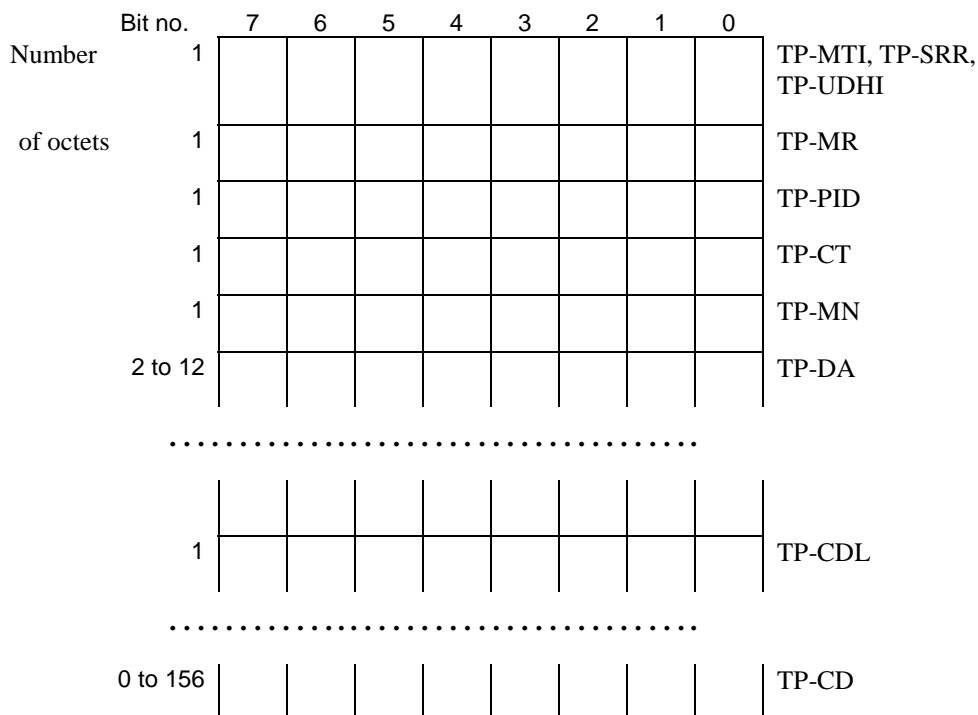 Bit no. 7 6 5 4 3 2 1 0
Number 1 TP-MTI, TP-SRR,
TP-UDHI
of octets 1 TP-MR
1 TP-PID
1 TP-CT
1 TP-MN
2 to 12 TP-DA
1 TP-CDL
0 to 156 TP-CD